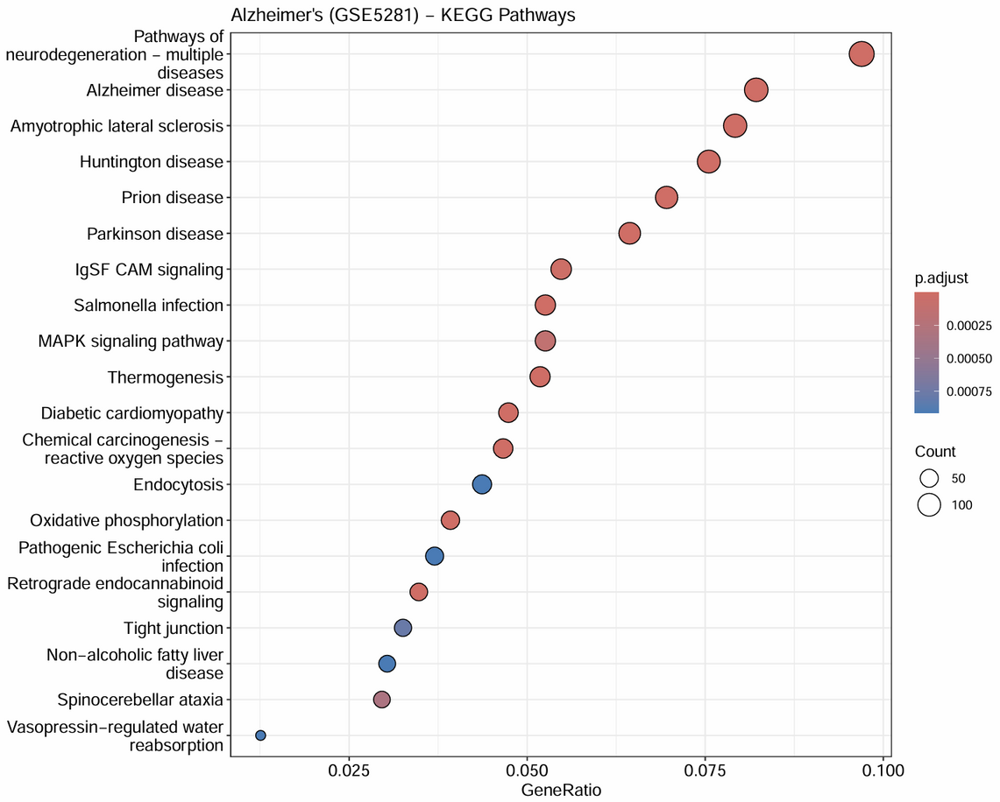 Alzheimer's (GSE5281) – KEGG Pathways
Pathways of
neurodegeneration – multiple
diseases
Alzheimer disease
Amyotrophic lateral sclerosis
Huntington disease
Prion disease
Parkinson disease
IgSF CAM signaling
Salmonella infection
MAPK signaling pathway
Thermogenesis
Diabetic cardiomyopathy
Chemical carcinogenesis –
reactive oxygen species
Endocytosis
Oxidative phosphorylation
Pathogenic Escherichia coli
infection
Retrograde endocannabinoid
signaling
Tight junction
Non–alcoholic fatty liver
disease
Spinocerebellar ataxia
Vasopressin–regulated water
reabsorption
0.025 0.050 0.075 0.100
GeneRatio
p.adjust
0.00025
0.00050
0.00075
Count
50
100